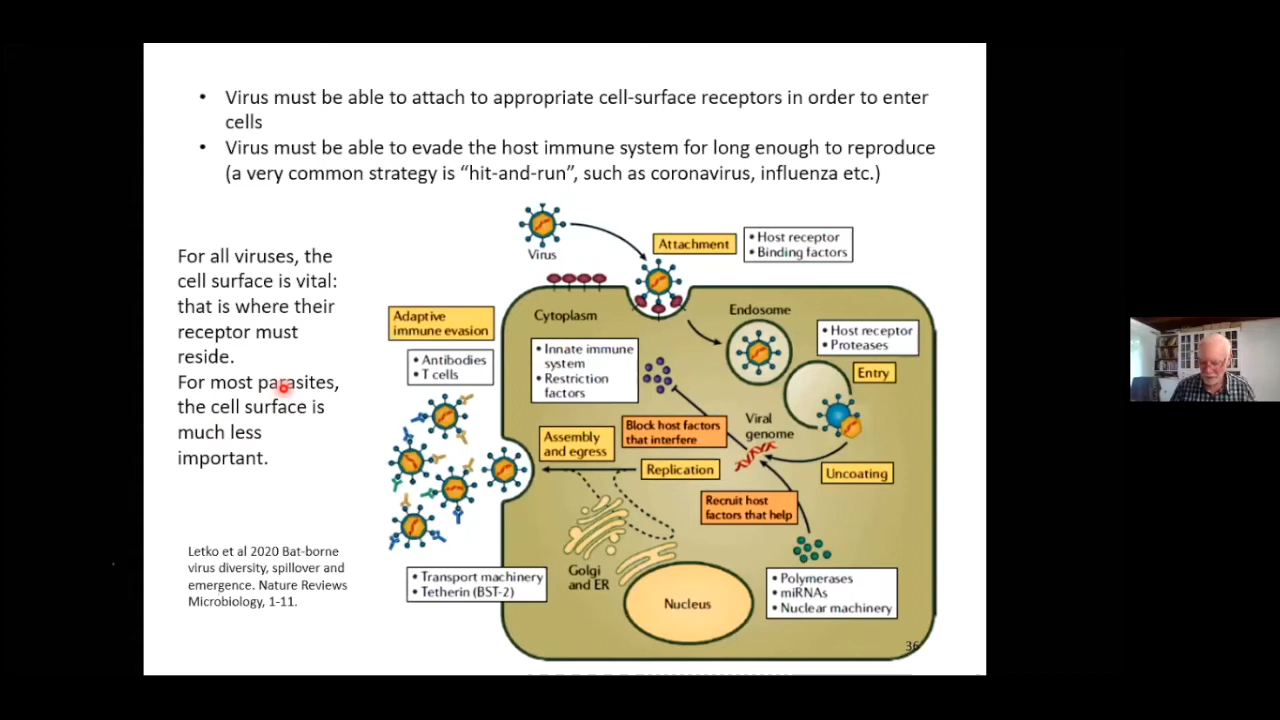 • Virus must be able to attach to appropriate cell-surface receptors in order to enter
cells
• Virus must be able to evade the host immune system for long enough to reproduce
(a very common strategy is “hit-and-run”, such as coronavirus, influenza etc.)
For all viruses, the
cell surface is vital:
that is where their
receptor must
reside.
For most parasites,
the cell surface is
much less
important.
Letko et al 2020 Bat-borne
virus diversity, spillover and
emergence. Nature Reviews
Microbiology, 1-11.
Virus
Attachment
• Host receptor
• Binding factors
Adaptive
immune evasion
• Antibodies
• T cells
Cytoplasm
• Innate immune
system
• Restriction
factors
Endosome
• Host receptor
• Proteases
Entry
Block host factors
that interfere
Viral
genome
Assembly
and egress
Replication
Uncoating
Recruit host
factors that help
Golgi
and ER
• Transport machinery
• Tetherin (BST-2)
Nucleus
• Polymerases
• miRNAs
• Nuclear machinery
36